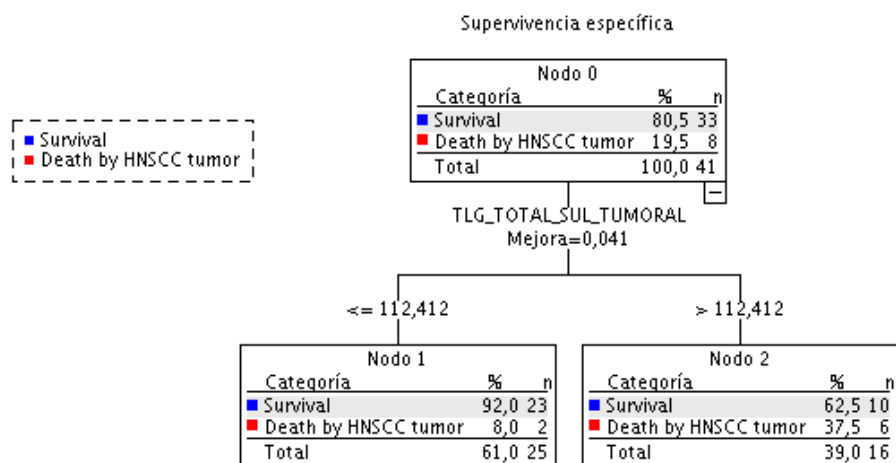 Supervivencia específica
Nodo 0
Categoría % n
Survival 80,5 33
Death by HNSCC tumor 19,5 8
Total 100,0 41
Survival
Death by HNSCC tumor
TLG_TOTAL_SUL_TUMORAL
Mejora=0,041
<= 112,412
> 112,412
Nodo 1
Categoría % n
Survival 92,0 23
Death by HNSCC tumor 8,0 2
Total 61,0 25
Nodo 2
Categoría % n
Survival 62,5 10
Death by HNSCC tumor 37,5 6
Total 39,0 16